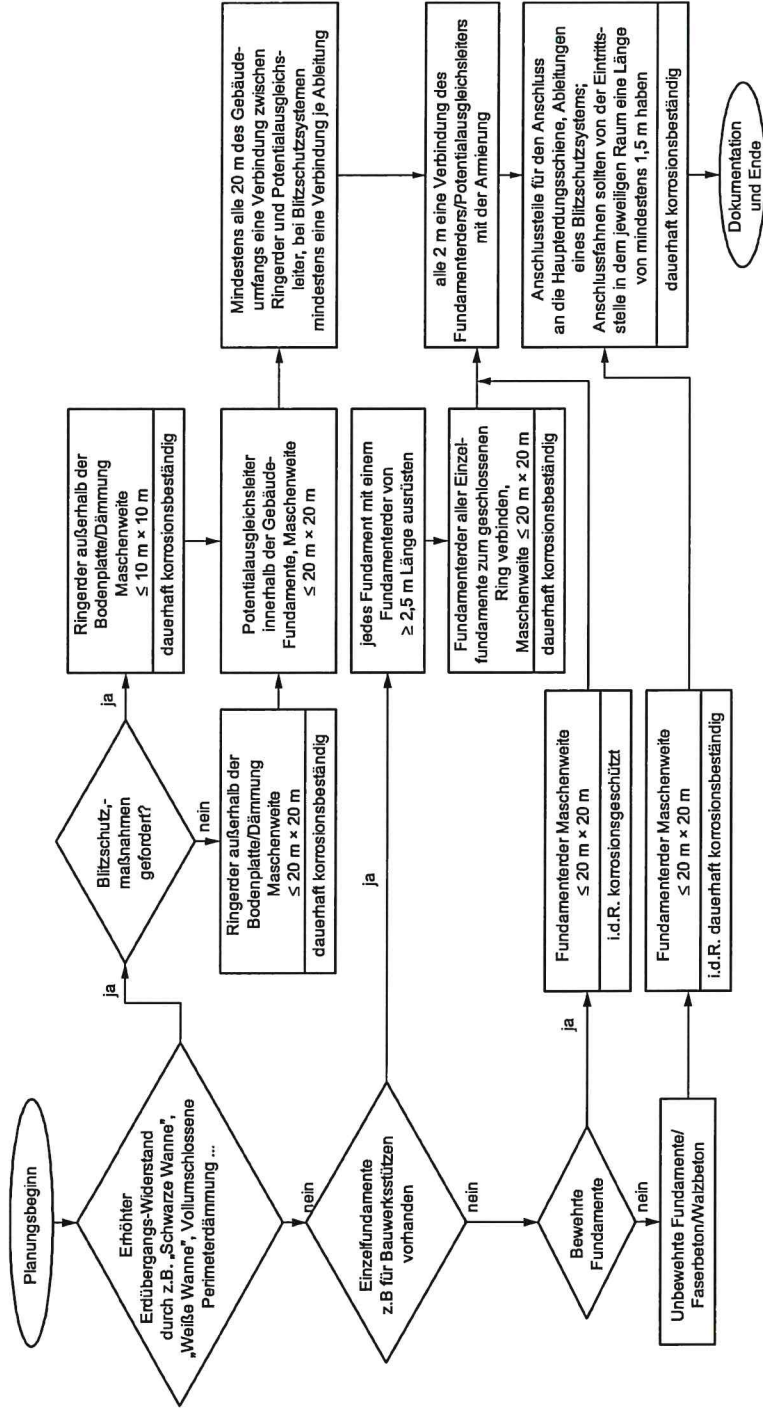 Planungsbeginn
Erhöhter
Erdübergangs-Widerstand
durch z.B. „Schwarze Wanne",
„Weiße Wanne", Vollumschlossene
Perimeterdämmung ...
ja
nein
Blitzschutz,-
maßnahmen
gefordert?
ja
nein
Ringerder außerhalb der
Bodenplatte/Dämmung
Maschenweite
≤ 10 m × 10 m
dauerhaft korrosionsbeständig
Ringerder außerhalb der
Bodenplatte/Dämmung
Maschenweite
≤ 20 m × 20 m
dauerhaft korrosionsbeständig
Potentialausgleichsleiter
innerhalb der Gebäude-
Fundamente, Maschenweite
≤ 20 m × 20 m
Mindestens alle 20 m des Gebäude-
umfangs eine Verbindung zwischen
Ringerder und Potentialausgleichs-
leiter, bei Blitzschutzsystemen
mindestens eine Verbindung je Ableitung
Einzelfundamente
z.B für Bauwerksstützen
vorhanden
ja
nein
jedes Fundament mit einem
Fundamenterder von
≥ 2,5 m Länge ausrüsten
Fundamenterder aller Einzel-
fundamente zum geschlossenen
Ring verbinden,
Maschenweite ≤ 20 m × 20 m
dauerhaft korrosionsbeständig
alle 2 m eine Verbindung des
Fundamenterders/Potentialausgleichsleiters
mit der Armierung
Bewehrte
Fundamente
ja
nein
Fundamenterder Maschenweite
≤ 20 m × 20 m
i.d.R. korrosionsgeschützt
Unbewehrte Fundamente/
Faserbeton/Walzbeton
Fundamenterder Maschenweite
≤ 20 m × 20 m
i.d.R. dauerhaft korrosionsbeständig
Anschlussteile für den Anschluss
an die Haupterdungsschiene, Ableitungen
eines Blitzschutzsystems;
Anschlussfahnen sollten von der Eintritts-
stelle in dem jeweiligen Raum eine Länge
von mindestens 1,5 m haben
dauerhaft korrosionsbeständig
Dokumentation
und Ende